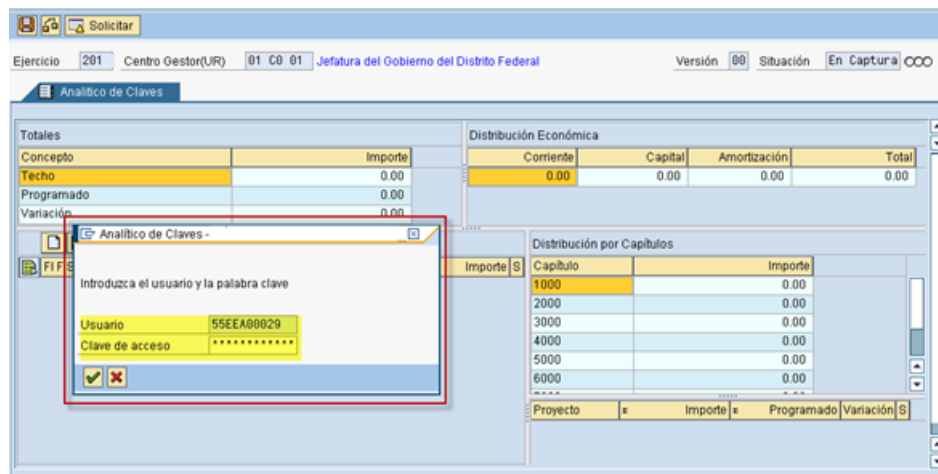 Solicitar
Ejercicio 201 Centro Gestor(UR) 01 C0 01 Jefatura del Gobierno del Distrito Federal Versión 00 Situación En Captura
Analítico de Claves
Totales
Concepto Importe
Techo 0.00
Programado 0.00
Variación 0.00
Distribución Económica
Corriente Capital Amortización Total
0.00 0.00 0.00 0.00
Analítico de Claves -
Introduzca el usuario y la palabra clave
Usuario 55EEA00029
Clave de acceso ************
FI F S Importe S
Distribución por Capítulos
Capítulo Importe
1000 0.00
2000 0.00
3000 0.00
4000 0.00
5000 0.00
6000 0.00
Proyecto Importe Programado Variación S